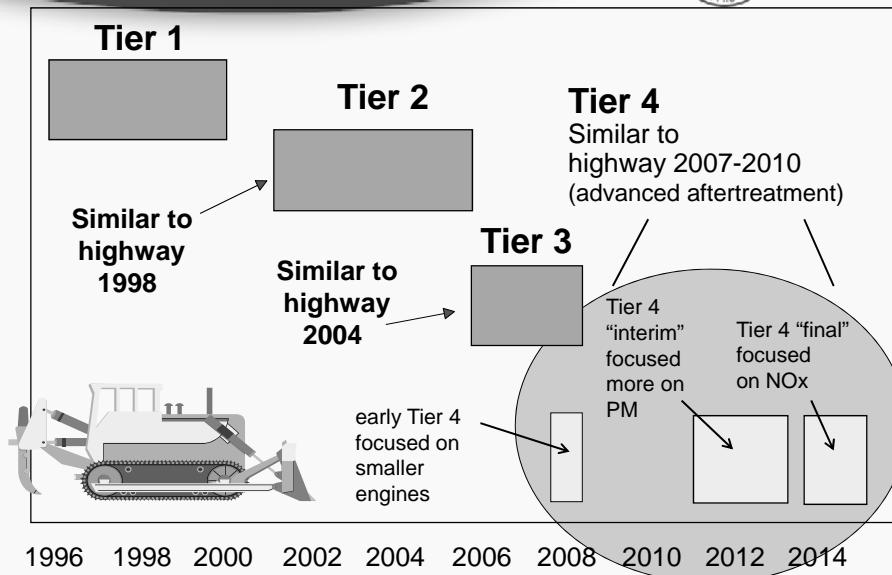 Tier 1
Tier 2
Tier 4
Similar to
highway 2007-2010
(advanced aftertreatment)
Similar to
highway
1998
Tier 3
Similar to
highway
2004
Tier 4
“interim”
focused
more on
PM
Tier 4 “final”
focused
on NOx
early Tier 4
focused on
smaller
engines
1996 1998 2000 2002 2004 2006 2008 2010 2012 2014